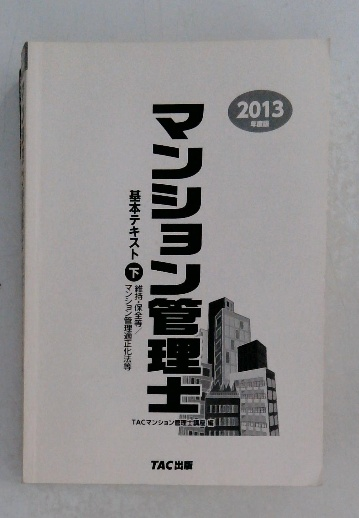 2013
年度版
マンション管理士
基本テキスト 下
維持・保全等/
マンション管理適正化法等
TACマンション管理士講座 編
TAC出版